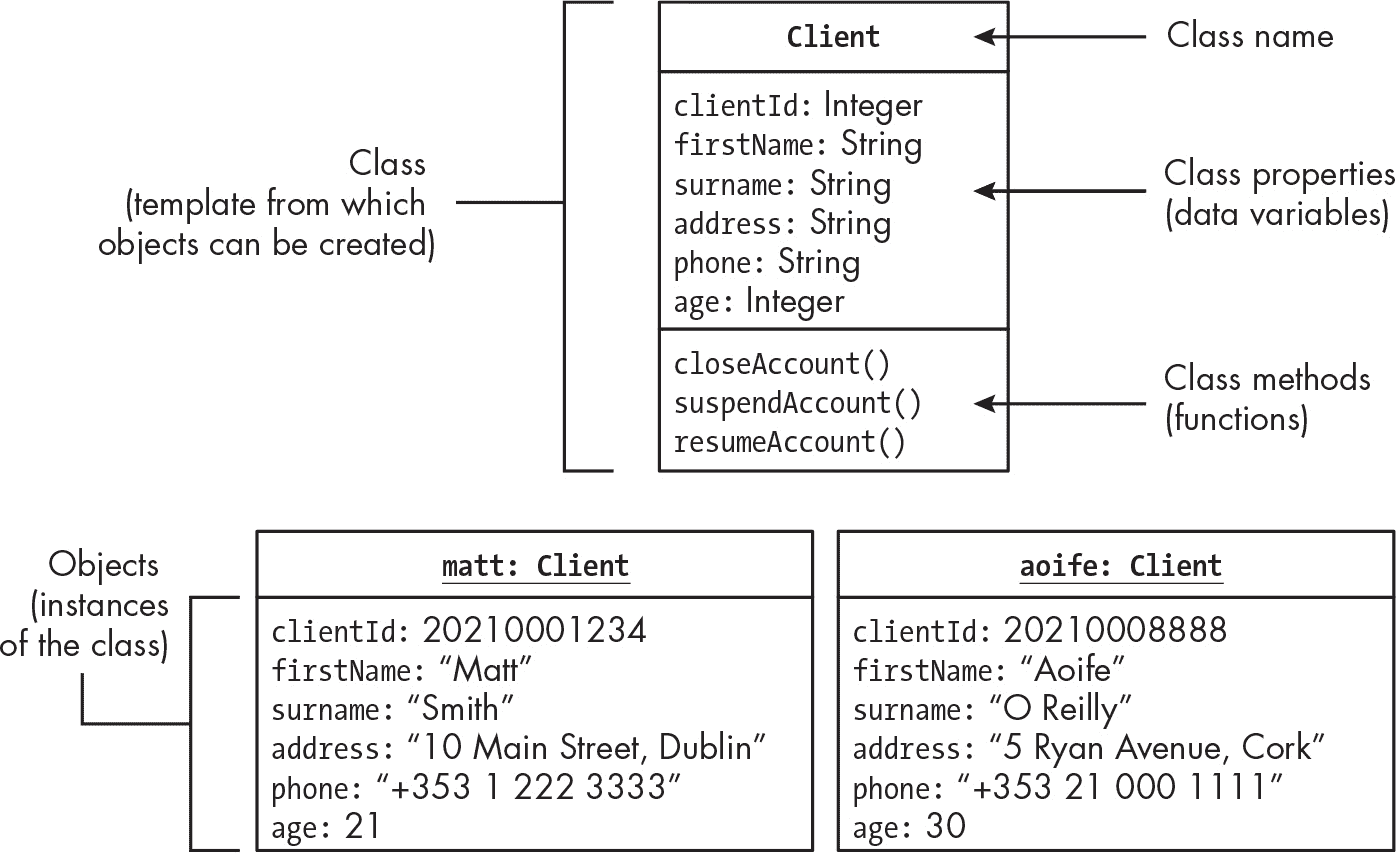 Client
Class name
clientId: Integer
firstName: String
surname: String
address: String
phone: String
age: Integer
Class
(template from which
objects can be created)
Class properties
(data variables)
closeAccount()
suspendAccount()
resumeAccount()
Class methods
(functions)
Objects
(instances
of the class)
matt: Client
clientId: 20210001234
firstName: “Matt”
surname: “Smith”
address: “10 Main Street, Dublin”
phone: “+353 1 222 3333”
age: 21
aoife: Client
clientId: 20210008888
firstName: “Aoife”
surname: “O Reilly”
address: “5 Ryan Avenue, Cork”
phone: “+353 21 000 1111”
age: 30